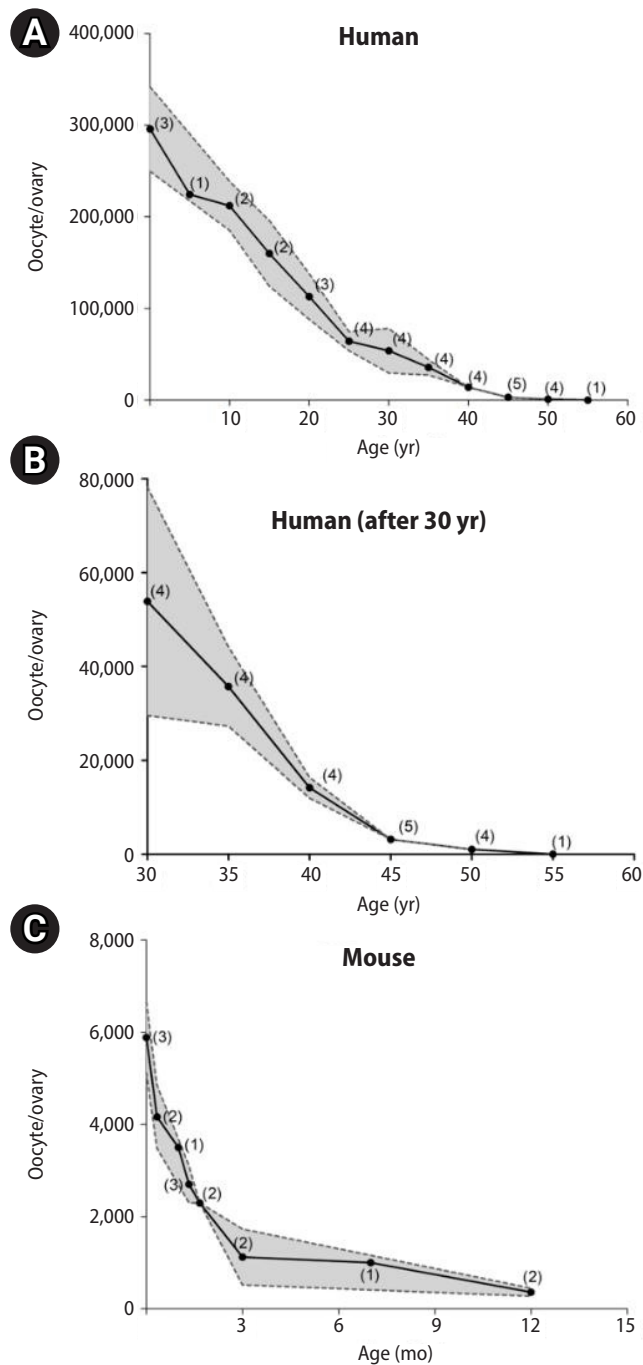 A
Human
400,000
300,000
200,000
100,000
0
Oocyte/ovary
(3)
(1)
(2)
(2)
(3)
(4)
(4)
(4)
(4)
(5)
(4)
(1)
10 20 30 40 50 60
Age (yr)
B
Human (after 30 yr)
80,000
60,000
40,000
20,000
0
Oocyte/ovary
(4)
(4)
(4)
(5)
(4)
(1)
30 35 40 45 50 55 60
Age (yr)
C
Mouse
8,000
6,000
4,000
2,000
0
Oocyte/ovary
(3)
(2)
(1)
(3)
(2)
(2)
(1)
(2)
3 6 9 12 15
Age (mo)